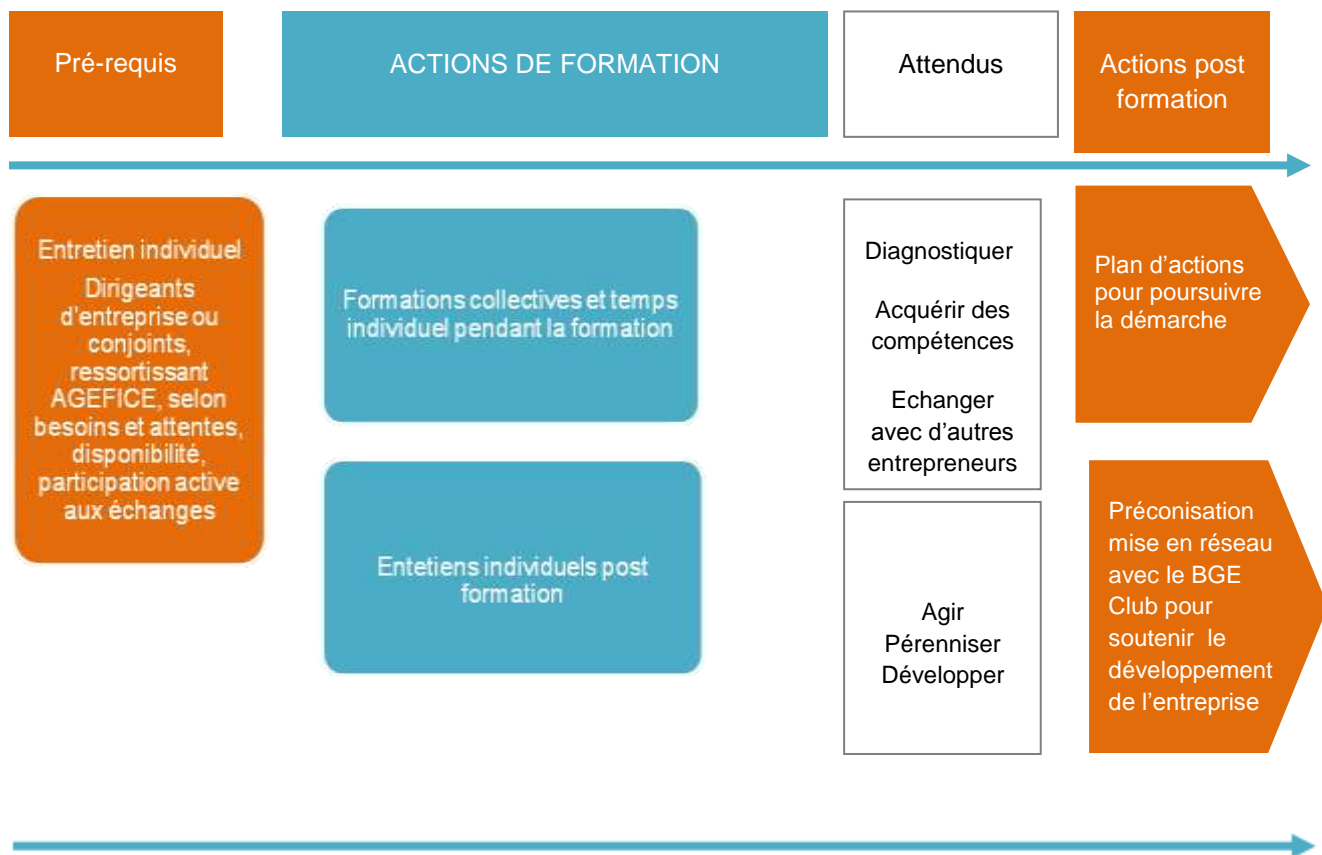 Pré-requis
ACTIONS DE FORMATION
Attendus
Actions post
formation
Entretien individuel
Dirigeants
d'entreprise ou
conjoints,
ressortissant
AGEFICE, selon
besoins et attentes,
disponibilité,
participation active
aux échanges
Formations collectives et temps
individuel pendant la formation
Entetiens individuels post
formation
Diagnostiquer
Acquérir des
compétences
Echanger
avec d'autres
entrepreneurs
Agir
Pérenniser
Développer
Plan d'actions
pour poursuivre
la démarche
Préconisation
mise en réseau
avec le BGE
Club pour
soutenir le
développement
de l'entreprise